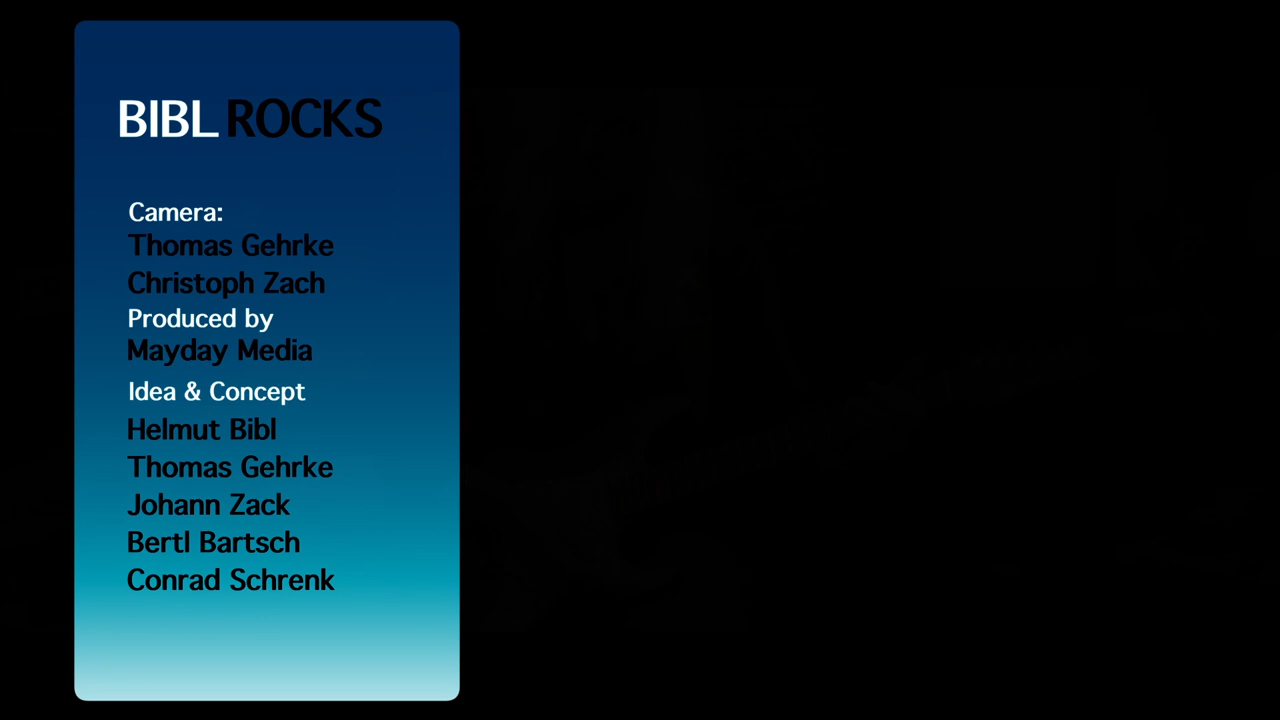 BIBL ROCKS
Camera:
Thomas Gehrke
Christoph Zach
Produced by
Mayday Media
Idea & Concept
Helmut Bibl
Thomas Gehrke
Johann Zack
Bertl Bartsch
Conrad Schrenk